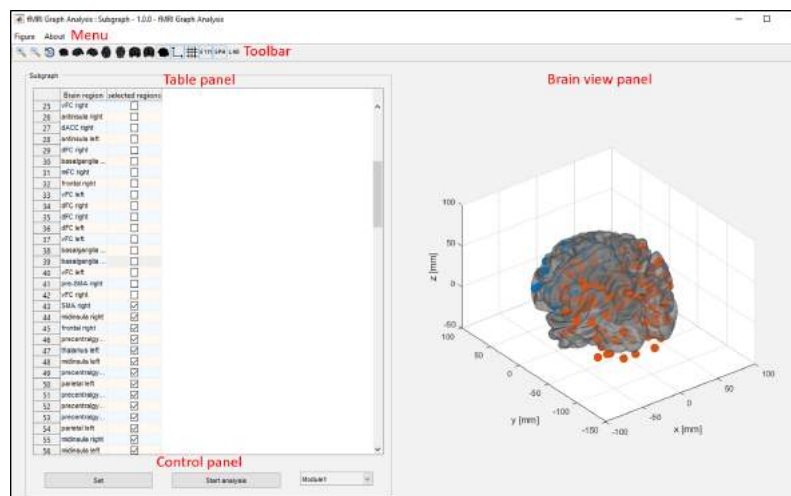 fMRI Graph Analysis : Subgraph - 1.0.0 - fMRI Graph Analysis
Figure About Menu
SYM SPH LAB Toolbar
Subgraph
Table panel
Brain view panel
Brain region selected regions
25 vFC right
26 antinsula right
27 dACC right
28 antinsula left
29 dFC right
30 basalganglia ...
31 mFC right
32 frontal right
33 vFC left
34 dFC right
35 dFC right
36 dFC left
37 vFC left
38 basalganglia ...
39 basalganglia ...
40 vFC left
41 pre-SMA right
42 vFC right
43 SMA right
44 midinsula right
45 frontal right
46 precentralgy...
47 thalamus left
48 midinsula left
49 precentralgy...
50 parietal left
51 precentralgy...
52 precentralgy...
53 precentralgy...
54 parietal left
55 midinsula right
56 midinsula left
100
50
0
-50
z [mm]
100
50
0
-50
-100
-150
y [mm]
-100
-50
0
50
100
x [mm]
Control panel
Set Start analysis Module1